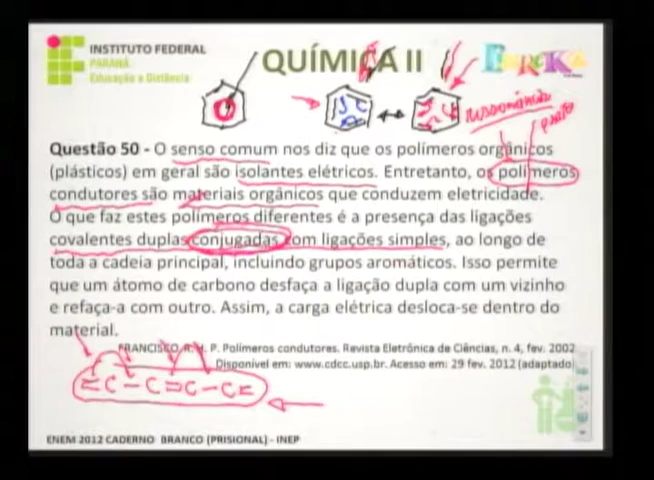 INSTITUTO FEDERAL
PARANÁ
Educação a Distância
QUÍMICA II
EUREKA
ressonância
Questão 50 - O senso comum nos diz que os polímeros orgânicos
(plásticos) em geral são isolantes elétricos. Entretanto, os polímeros
condutores são materiais orgânicos que conduzem eletricidade.
O que faz estes polímeros diferentes é a presença das ligações
covalentes duplas conjugadas com ligações simples, ao longo de
toda a cadeia principal, incluindo grupos aromáticos. Isso permite
que um átomo de carbono desfaça a ligação dupla com um vizinho
e refaça-a com outro. Assim, a carga elétrica desloca-se dentro do
material.
FRANCISCO, R. H. P. Polímeros condutores. Revista Eletrônica de Ciências, n. 4, fev. 2002.
Disponível em: www.cdcc.usp.br. Acesso em: 29 fev. 2012 (adaptado)
=C-C=C-C=
ENEM 2012 CADERNO BRANCO (PRISIONAL) - INEP